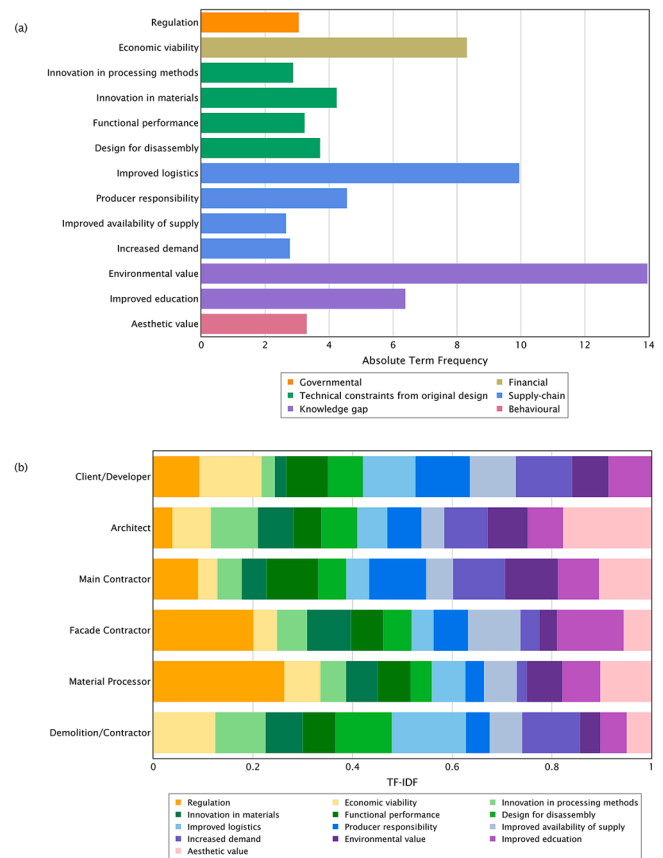 (a)
Regulation
Economic viability
Innovation in processing methods
Innovation in materials
Functional performance
Design for disassembly
Improved logistics
Producer responsibility
Improved availability of supply
Increased demand
Environmental value
Improved education
Aesthetic value
0 2 4 6 8 10 12 14
Absolute Term Frequency
Governmental Financial
Technical constraints from original design Supply-chain
Knowledge gap Behavioural
(b)
Client/Developer
Architect
Main Contractor
Facade Contractor
Material Processor
Demolition/Contractor
0 0.2 0.4 0.6 0.8 1
TF-IDF
Regulation Economic viability Innovation in processing methods
Innovation in materials Functional performance Design for disassembly
Improved logistics Producer responsibility Improved availability of supply
Increased demand Environmental value Improved edcuation
Aesthetic value